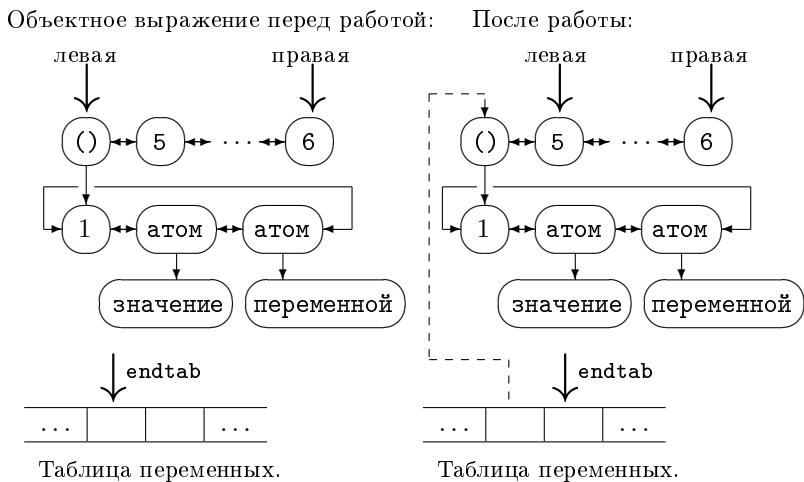 Объектное выражение перед работой: После работы:
левая правая левая правая
() 5 ... 6 () 5 ... 6
1 атом атом 1 атом атом
значение переменной значение переменной
endtab endtab
... ... ... ...
Таблица переменных. Таблица переменных.